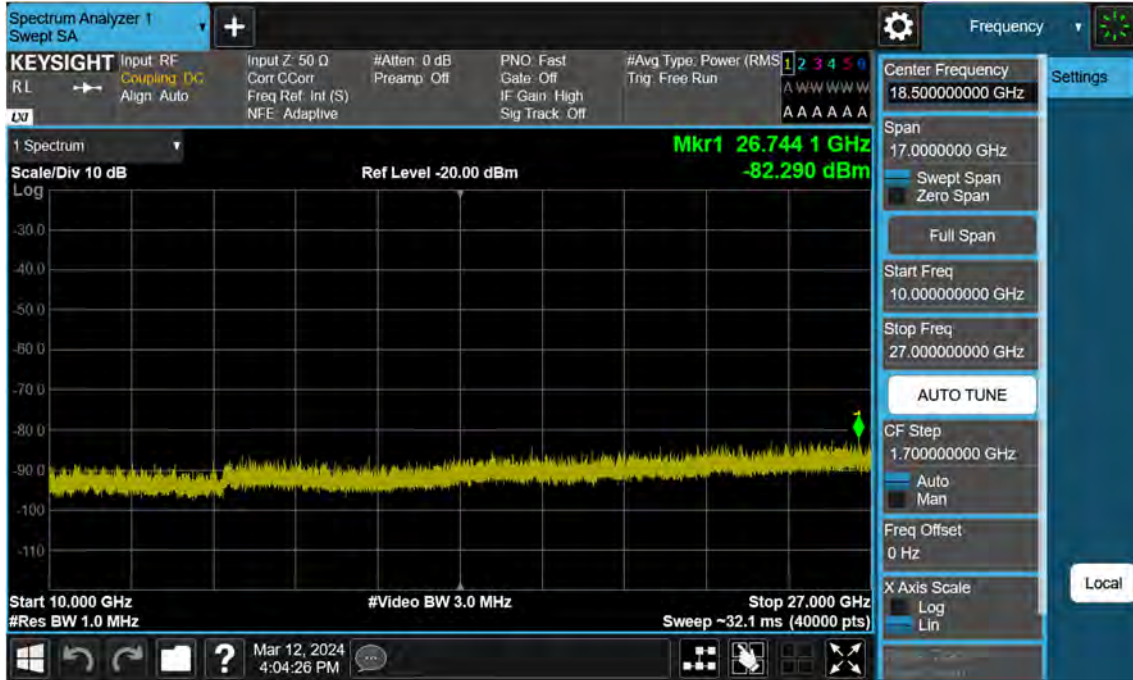 Spectrum Analyzer 1
Swept SA
+
Frequency
KEYSIGHT
RL
LXI
Input: RF
Coupling: DC
Align: Auto
Input Z: 50 Ω
Corr CCorr
Freq Ref: Int (S)
NFE: Adaptive
#Atten: 0 dB
Preamp: Off
PNO: Fast
Gate: Off
IF Gain: High
Sig Track: Off
#Avg Type: Power (RMS
Trig: Free Run
1 2 3 4 5 6
A W W W W W
A A A A A A
1 Spectrum
Scale/Div 10 dB
Ref Level -20.00 dBm
Mkr1 26.744 1 GHz
-82.290 dBm
Log
-30.0
-40.0
-50.0
-60.0
-70.0
-80.0
-90.0
-100
-110
1
Start 10.000 GHz
#Res BW 1.0 MHz
#Video BW 3.0 MHz
Stop 27.000 GHz
Sweep ~32.1 ms (40000 pts)
Center Frequency
18.500000000 GHz
Settings
Span
17.0000000 GHz
Swept Span
Zero Span
Full Span
Start Freq
10.000000000 GHz
Stop Freq
27.000000000 GHz
AUTO TUNE
CF Step
1.700000000 GHz
Auto
Man
Freq Offset
0 Hz
X Axis Scale
Log
Lin
Local
?
Mar 12, 2024
4:04:26 PM